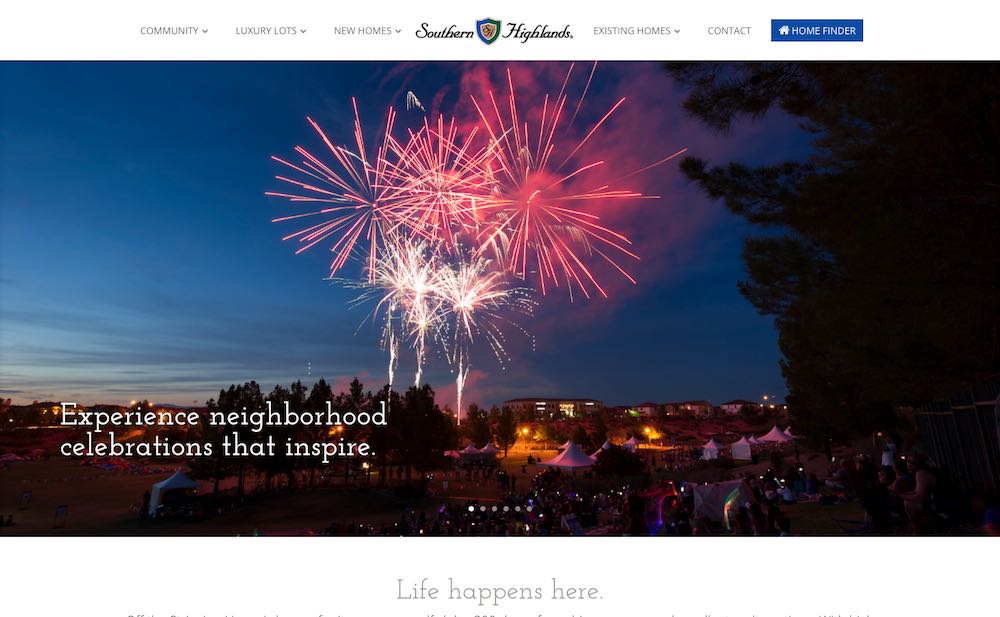 COMMUNITY
LUXURY LOTS
NEW HOMES
Southern Highlands
EXISTING HOMES
CONTACT
HOME FINDER
Experience neighborhood
celebrations that inspire.
Life happens here.